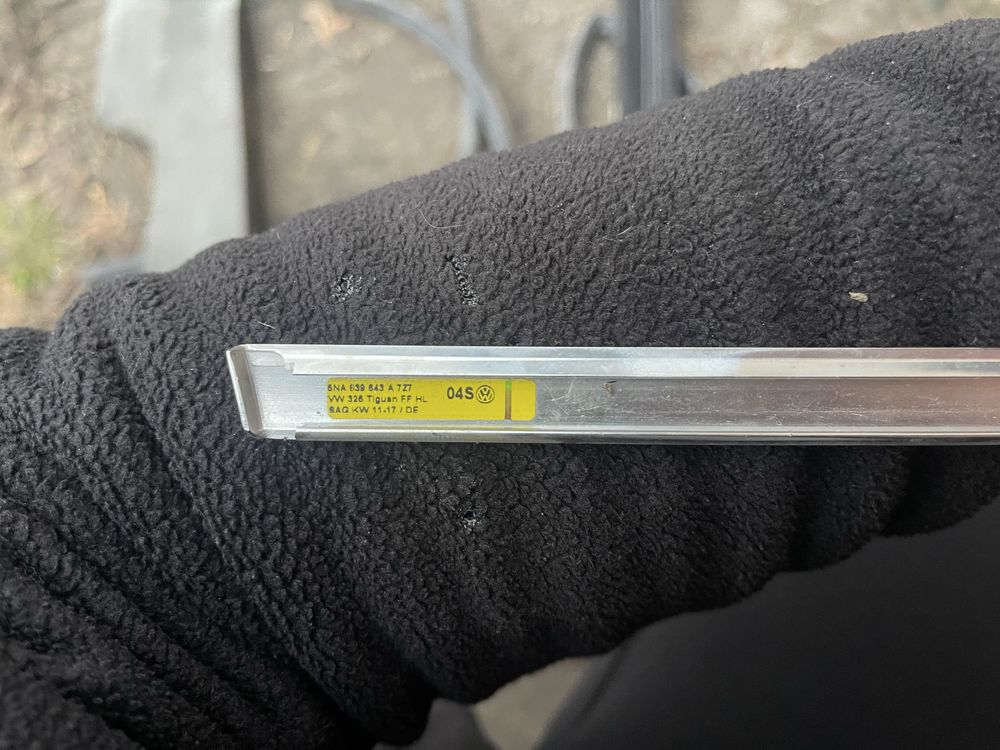 5NA 839 643 A 7Z7
VW 326 Tiguan FF HL
SAG KW 11-17 / DE
04S